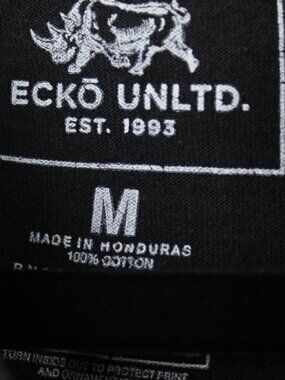 ECKŌ UNLTD.
EST. 1993
M
MADE IN HONDURAS
100% COTTON
TURN INSIDE OUT TO PROTECT PRINT